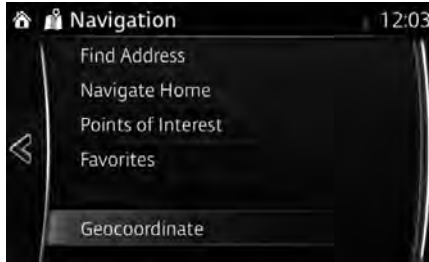 Navigation
12:03
Find Address
Navigate Home
Points of Interest
Favorites
Geocoordinate